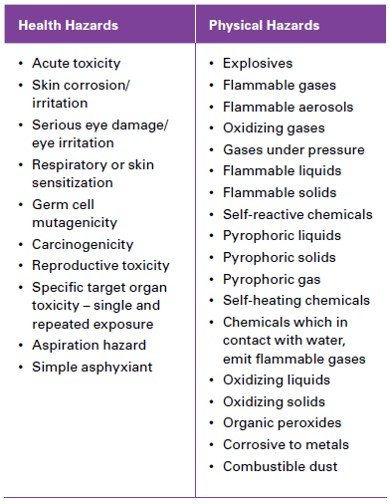 Health Hazards
• Acute toxicity
• Skin corrosion/
irritation
• Serious eye damage/
eye irritation
• Respiratory or skin
sensitization
• Germ cell
mutagenicity
• Carcinogenicity
• Reproductive toxicity
• Specific target organ
toxicity – single and
repeated exposure
• Aspiration hazard
• Simple asphyxiant
Physical Hazards
• Explosives
• Flammable gases
• Flammable aerosols
• Oxidizing gases
• Gases under pressure
• Flammable liquids
• Flammable solids
• Self-reactive chemicals
• Pyrophoric liquids
• Pyrophoric solids
• Pyrophoric gas
• Self-heating chemicals
• Chemicals which in
contact with water,
emit flammable gases
• Oxidizing liquids
• Oxidizing solids
• Organic peroxides
• Corrosive to metals
• Combustible dust